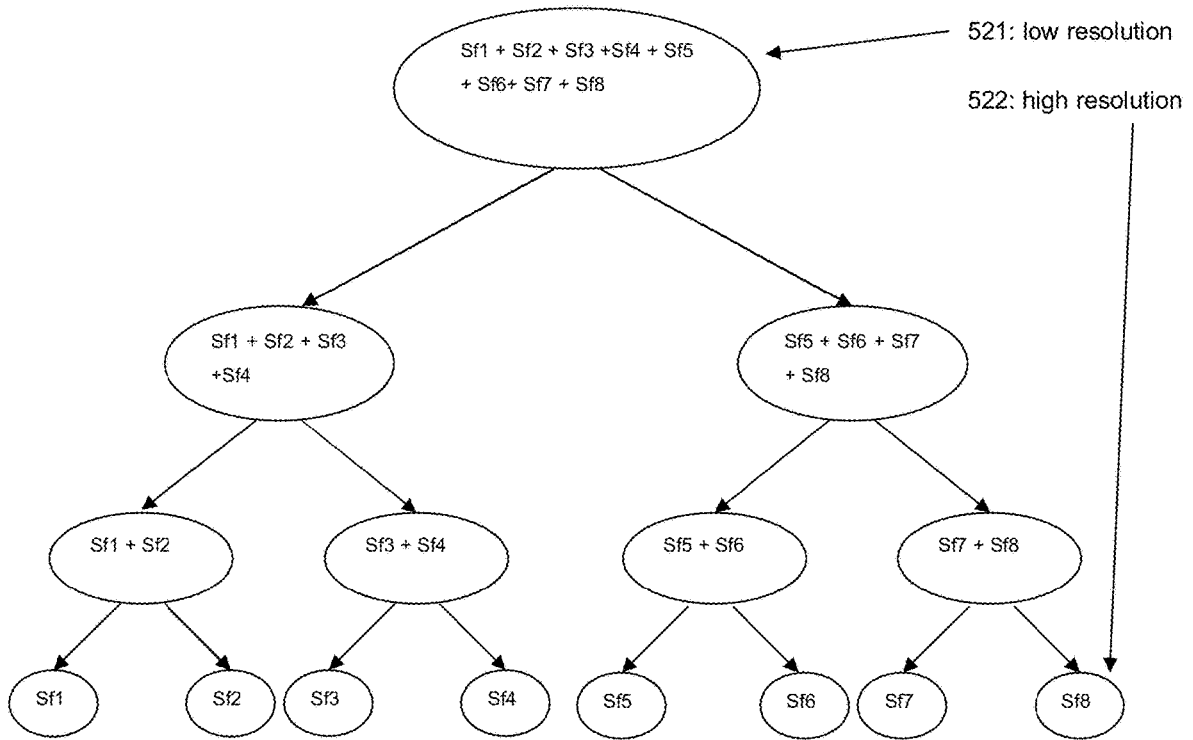 Sf1 + Sf2 + Sf3 +Sf4 + Sf5
+ Sf6+ Sf7 + Sf8
521: low resolution
522: high resolution
Sf1 + Sf2 + Sf3
+Sf4
Sf5 + Sf6 + Sf7
+ Sf8
Sf1 + Sf2
Sf3 + Sf4
Sf5 + Sf6
Sf7 + Sf8
Sf1
Sf2
Sf3
Sf4
Sf5
Sf6
Sf7
Sf8